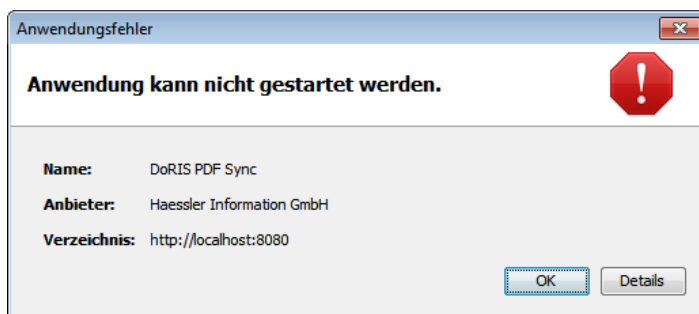 Anwendungsfehler
Anwendung kann nicht gestartet werden.
Name: DoRIS PDF Sync
Anbieter: Haessler Information GmbH
Verzeichnis: http://localhost:8080
OK Details